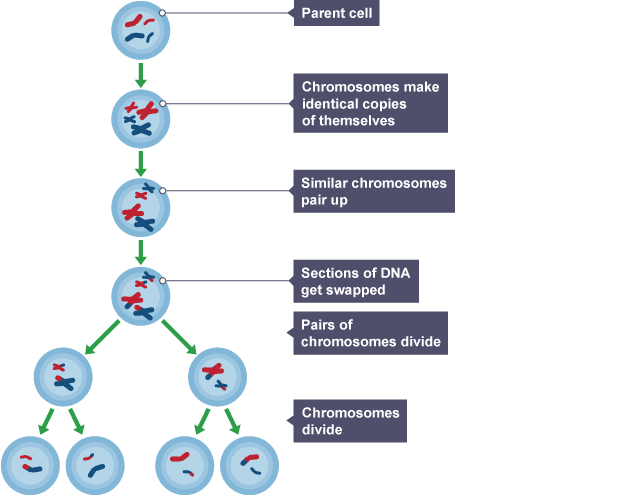 Parent cell
Chromosomes make
identical copies
of themselves
Similar chromosomes
pair up
Sections of DNA
get swapped
Pairs of
chromosomes divide
Chromosomes
divide